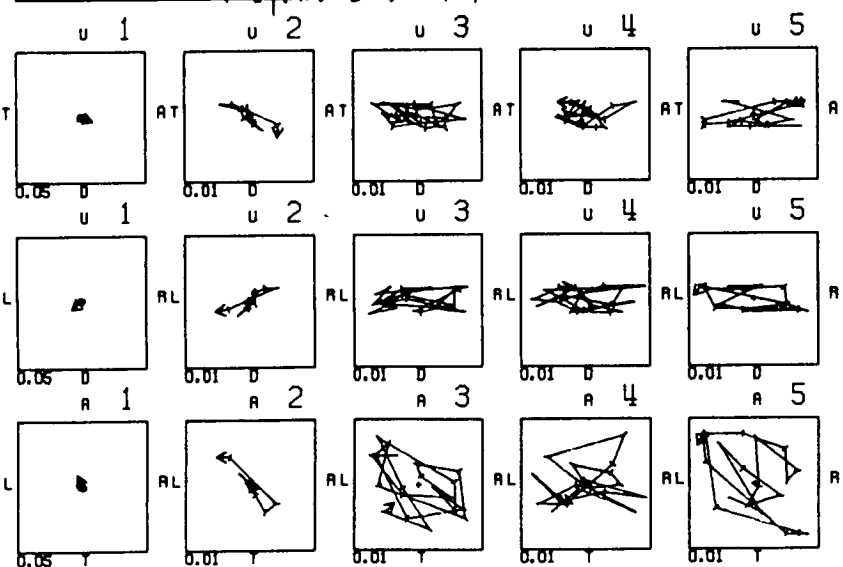 U 1 U 2 U 3 U 4 U 5
T AT AT AT AT A
0.05 D 0.01 D 0.01 D 0.01 D 0.01 D
U 1 U 2 U 3 U 4 U 5
L RL RL RL RL R
0.05 D 0.01 D 0.01 D 0.01 D 0.01 D
A 1 A 2 A 3 A 4 A 5
L RL RL RL RL R
0.05 T 0.01 T 0.01 T 0.01 T 0.01 T